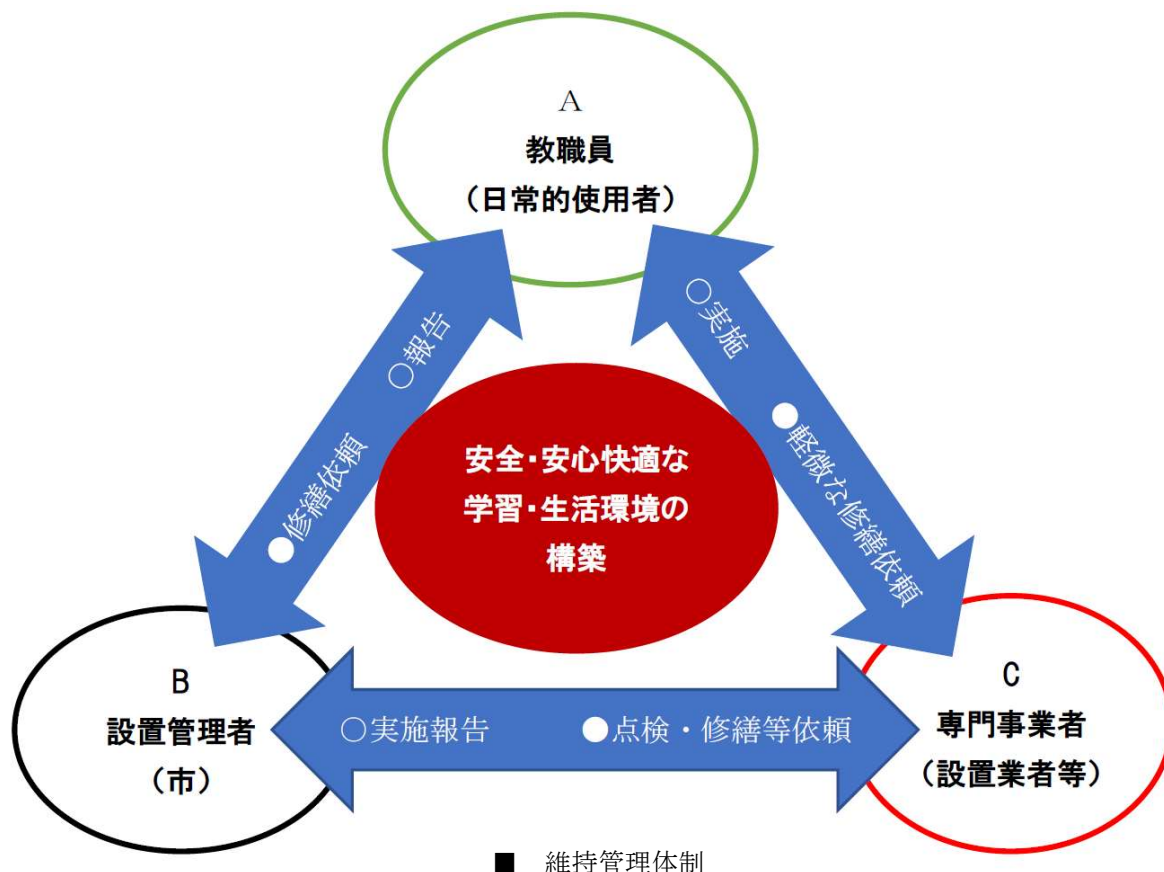 A
教職員
（日常的使用者）
○報告
●修繕依頼
○実施
●軽微な修繕依頼
安全・安心快適な
学習・生活環境の
構築
B
設置管理者
（市）
○実施報告　●点検・修繕等依頼
C
専門事業者
（設置業者等）
■　維持管理体制